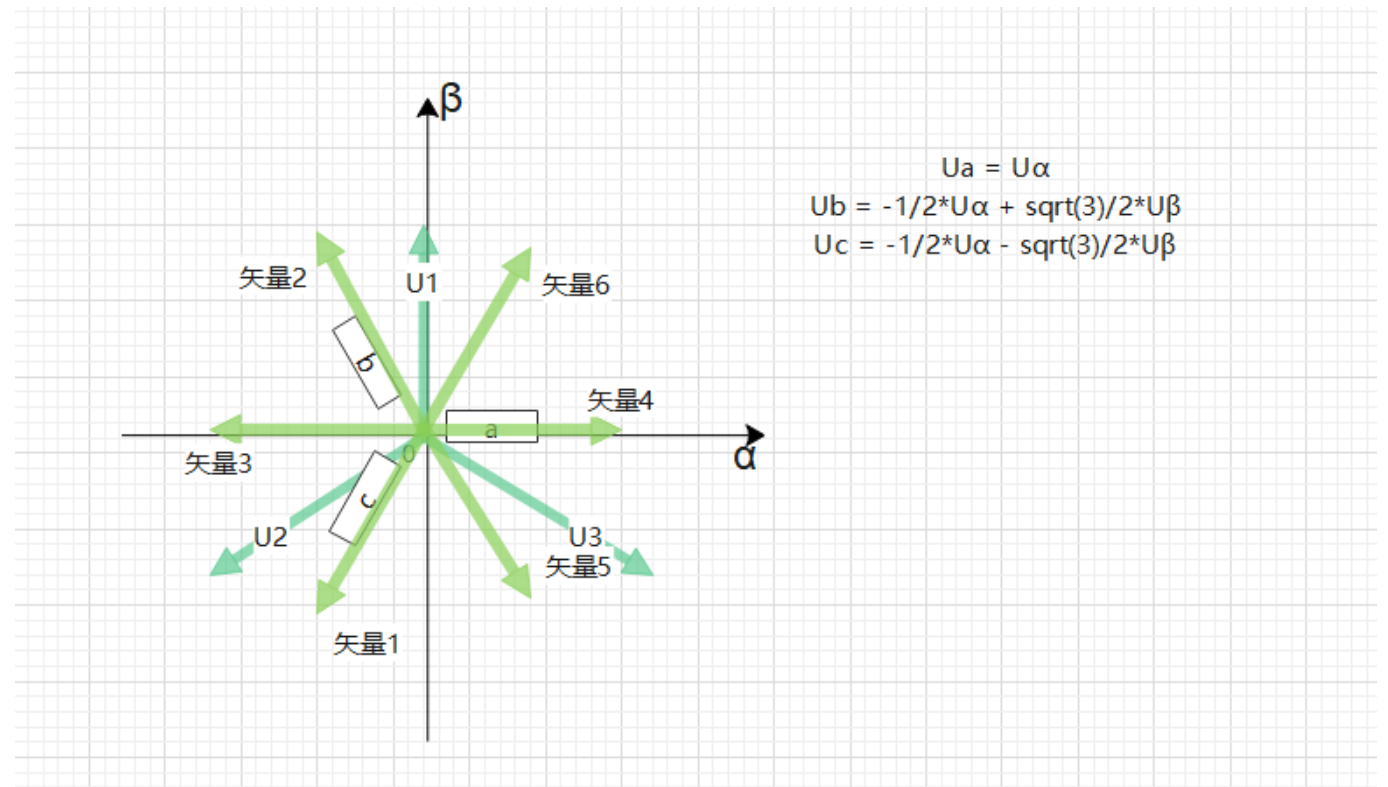 β
Ua = Uα
Ub = -1/2*Uα + sqrt(3)/2*Uβ
Uc = -1/2*Uα - sqrt(3)/2*Uβ
矢量2
U1
矢量6
b
矢量4
a
0
α
矢量3
c
U2
U3
矢量5
矢量1